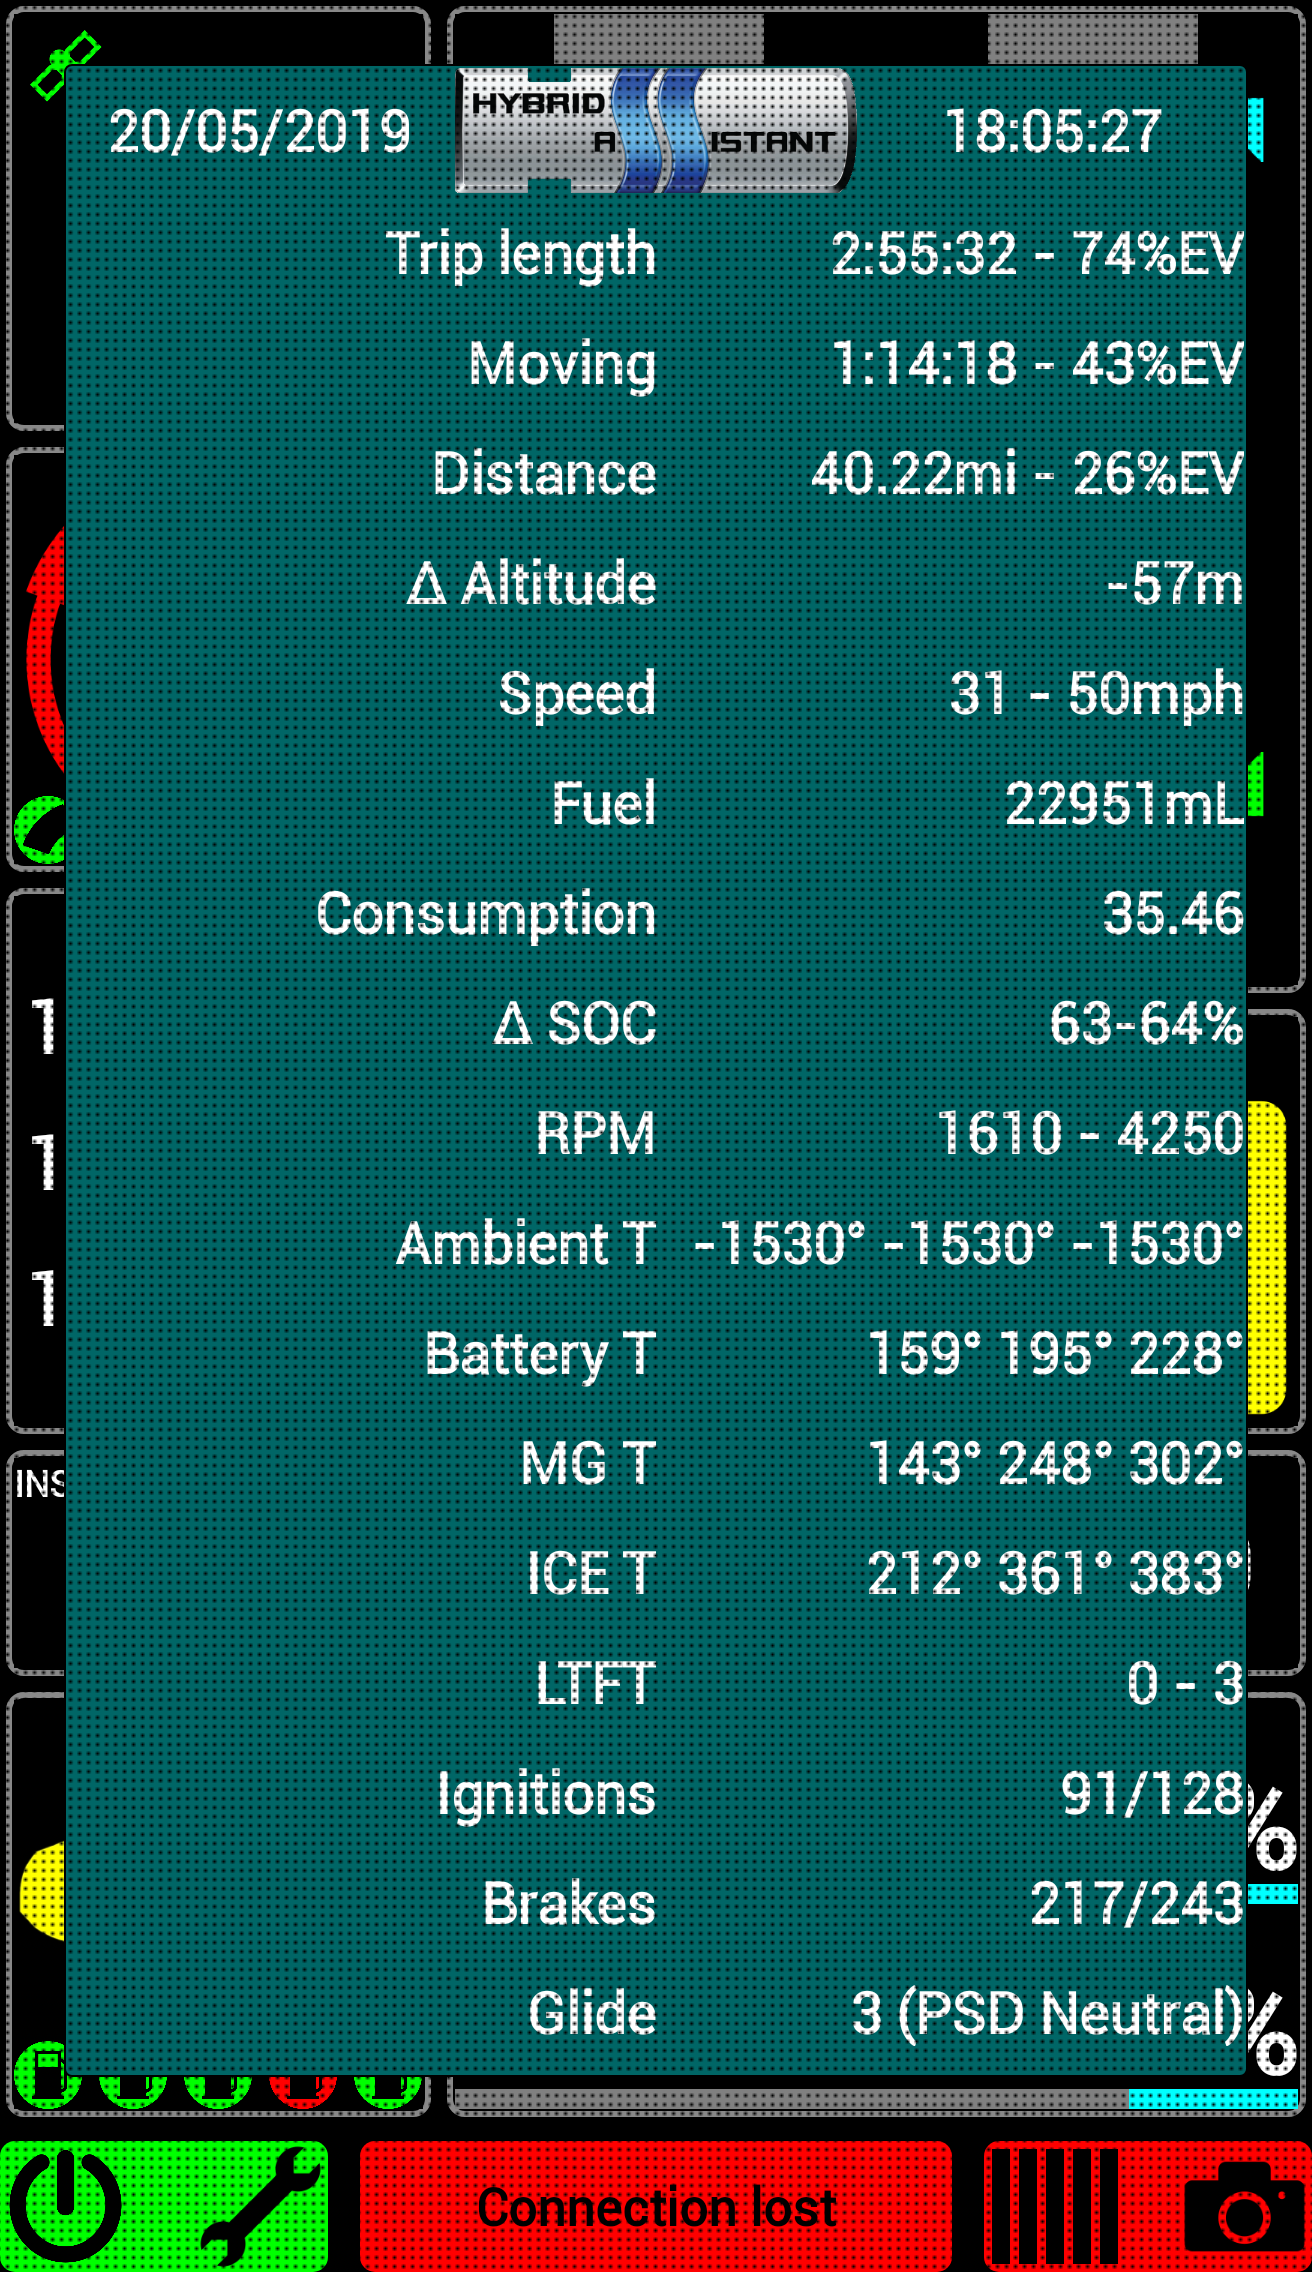 20/05/2019 HYBRID ASSISTANT 18:05:27
Trip length 2:55:32 - 74%EV
Moving 1:14:18 - 43%EV
Distance 40.22mi - 26%EV
Δ Altitude -57m
Speed 31 - 50mph
Fuel 22951mL
Consumption 35.46
Δ SOC 63-64%
1
RPM 1610 - 4250
1
Ambient T -1530° -1530° -1530°
1
Battery T 159° 195° 228°
MG T 143° 248° 302°
INS
ICE T 212° 361° 383°
LTFT 0 - 3
Ignitions 91/128
%
Brakes 217/243
Glide 3 (PSD Neutral)
%
Connection lost